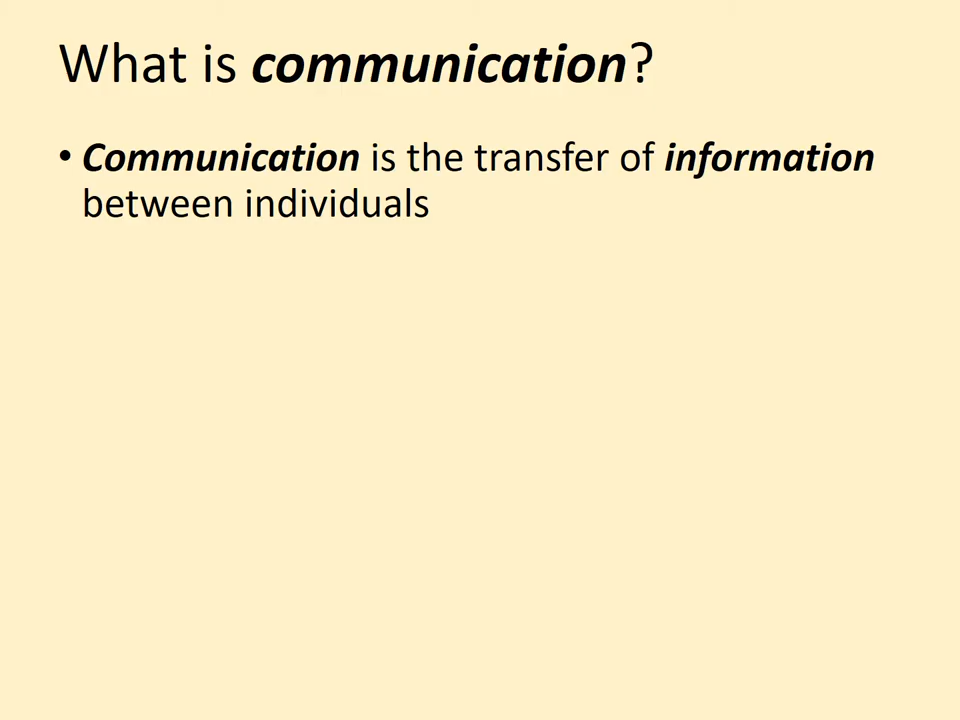 What is communication?
• Communication is the transfer of information
between individuals